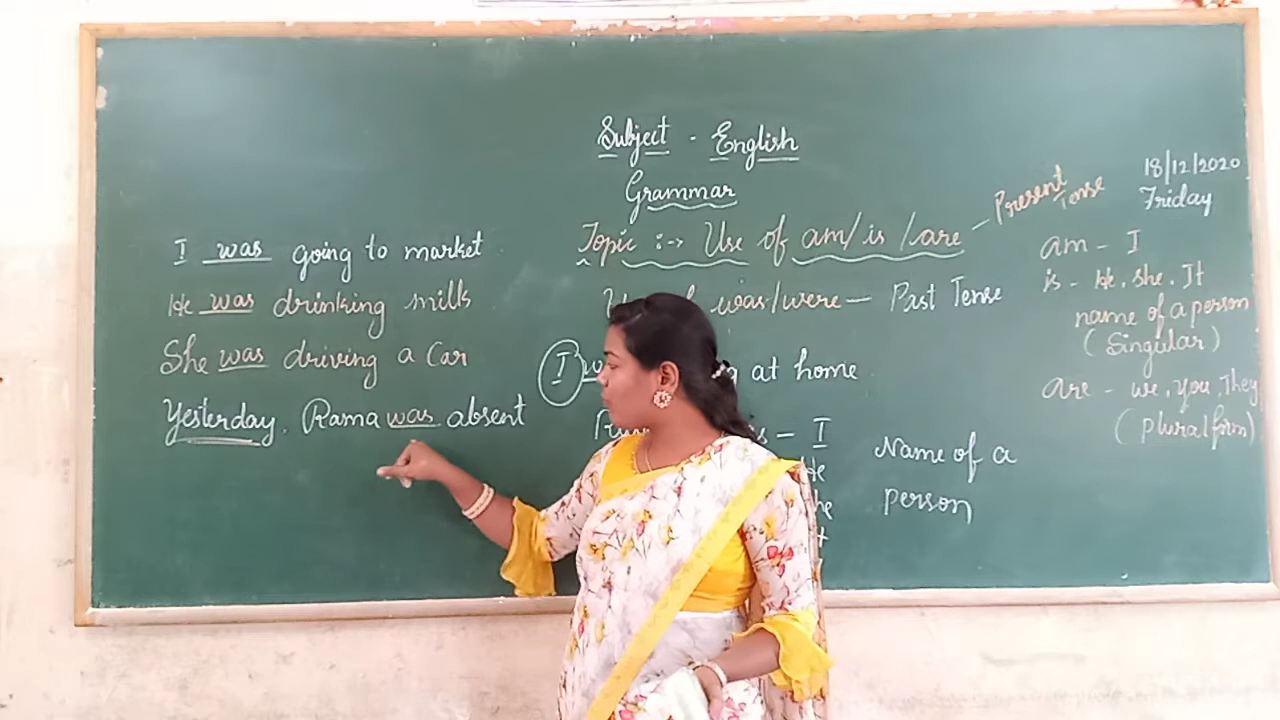 Subject - English
Grammar
Topic :-> Use of am/is/are - Present Tense
was/were - Past Tense
I at home
- I
He
Name of a
person
I was going to market
He was drinking milk
She was driving a Car
Yesterday, Rama was absent
18/12/2020
Friday
am - I
is - He, She, It
name of a person
(Singular)
are - we, You, They
(plural form)